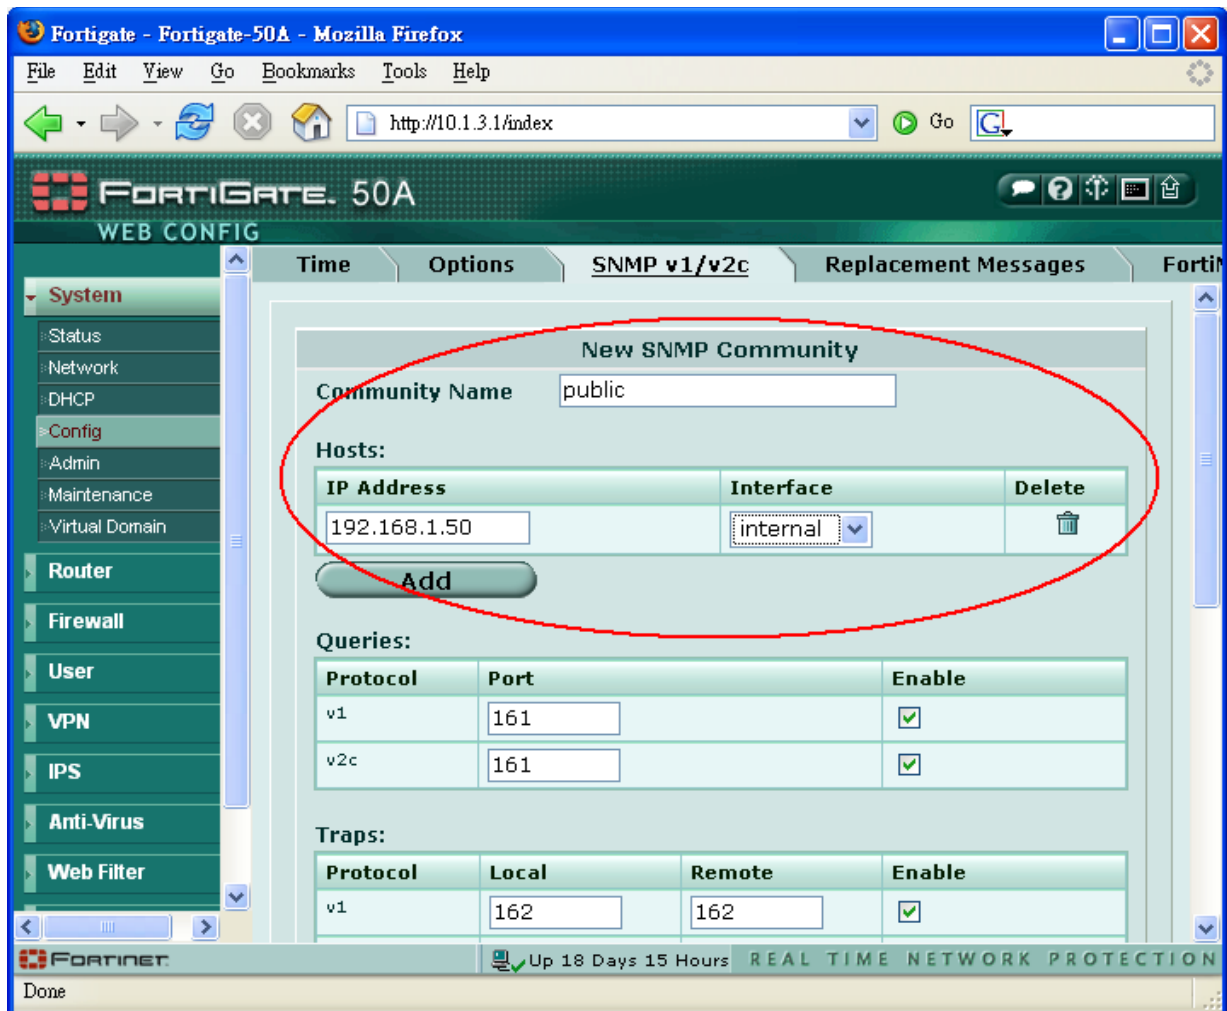 Fortigate - Fortigate-50A - Mozilla Firefox
File Edit View Go Bookmarks Tools Help
http://10.1.3.1/index Go G
FORTIGATE. 50A
WEB CONFIG
Time Options SNMP v1/v2c Replacement Messages
System
Status
Network
DHCP
Config
Admin
Maintenance
Virtual Domain
Router
Firewall
User
VPN
IPS
Anti-Virus
Web Filter
New SNMP Community
Community Name public
Hosts:
IP Address Interface Delete
192.168.1.50 internal
Add
Queries:
Protocol Port Enable
v1 161
v2c 161
Traps:
Protocol Local Remote Enable
v1 162 162
FORTINET Up 18 Days 15 Hours REAL TIME NETWORK PROTECTION
Done